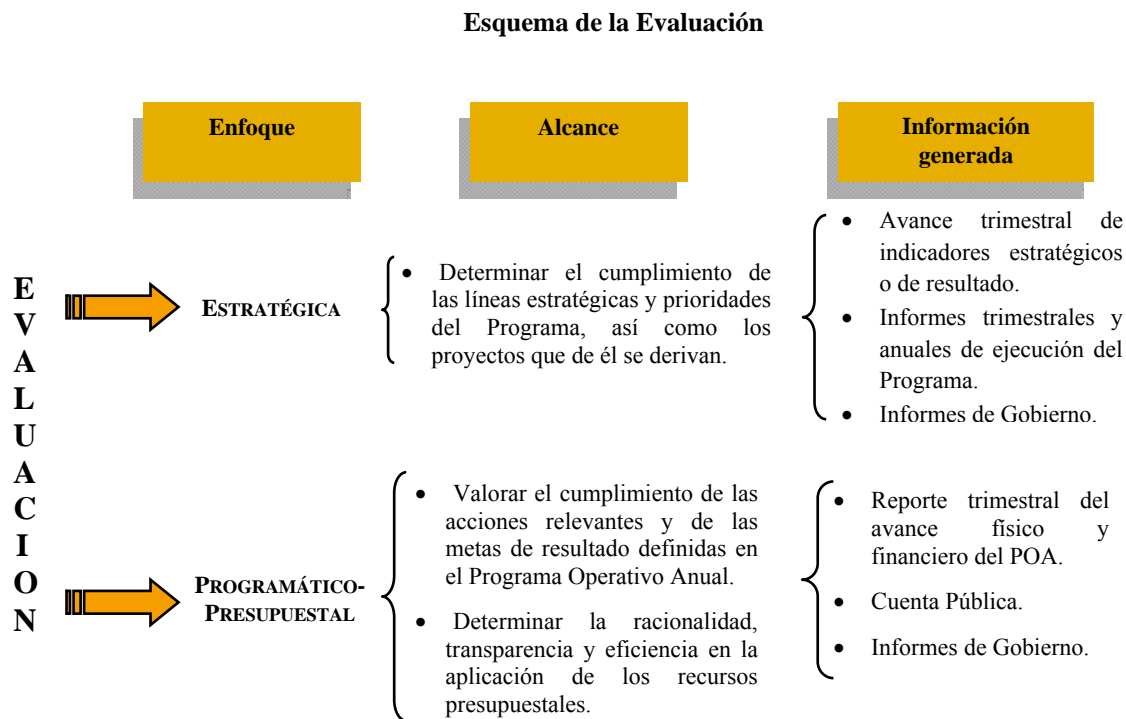 Esquema de la Evaluación
Enfoque
Alcance
Información
generada
EVALUACION
ESTRATÉGICA
• Determinar el cumplimiento de
las líneas estratégicas y prioridades
del Programa, así como los
proyectos que de él se derivan.
• Avance trimestral de
indicadores estratégicos
o de resultado.
• Informes trimestrales y
anuales de ejecución del
Programa.
• Informes de Gobierno.
PROGRAMÁTICO-
PRESUPUESTAL
• Valorar el cumplimiento de las
acciones relevantes y de las
metas de resultado definidas en
el Programa Operativo Anual.
• Determinar la racionalidad,
transparencia y eficiencia en la
aplicación de los recursos
presupuestales.
• Reporte trimestral del
avance físico y
financiero del POA.
• Cuenta Pública.
• Informes de Gobierno.